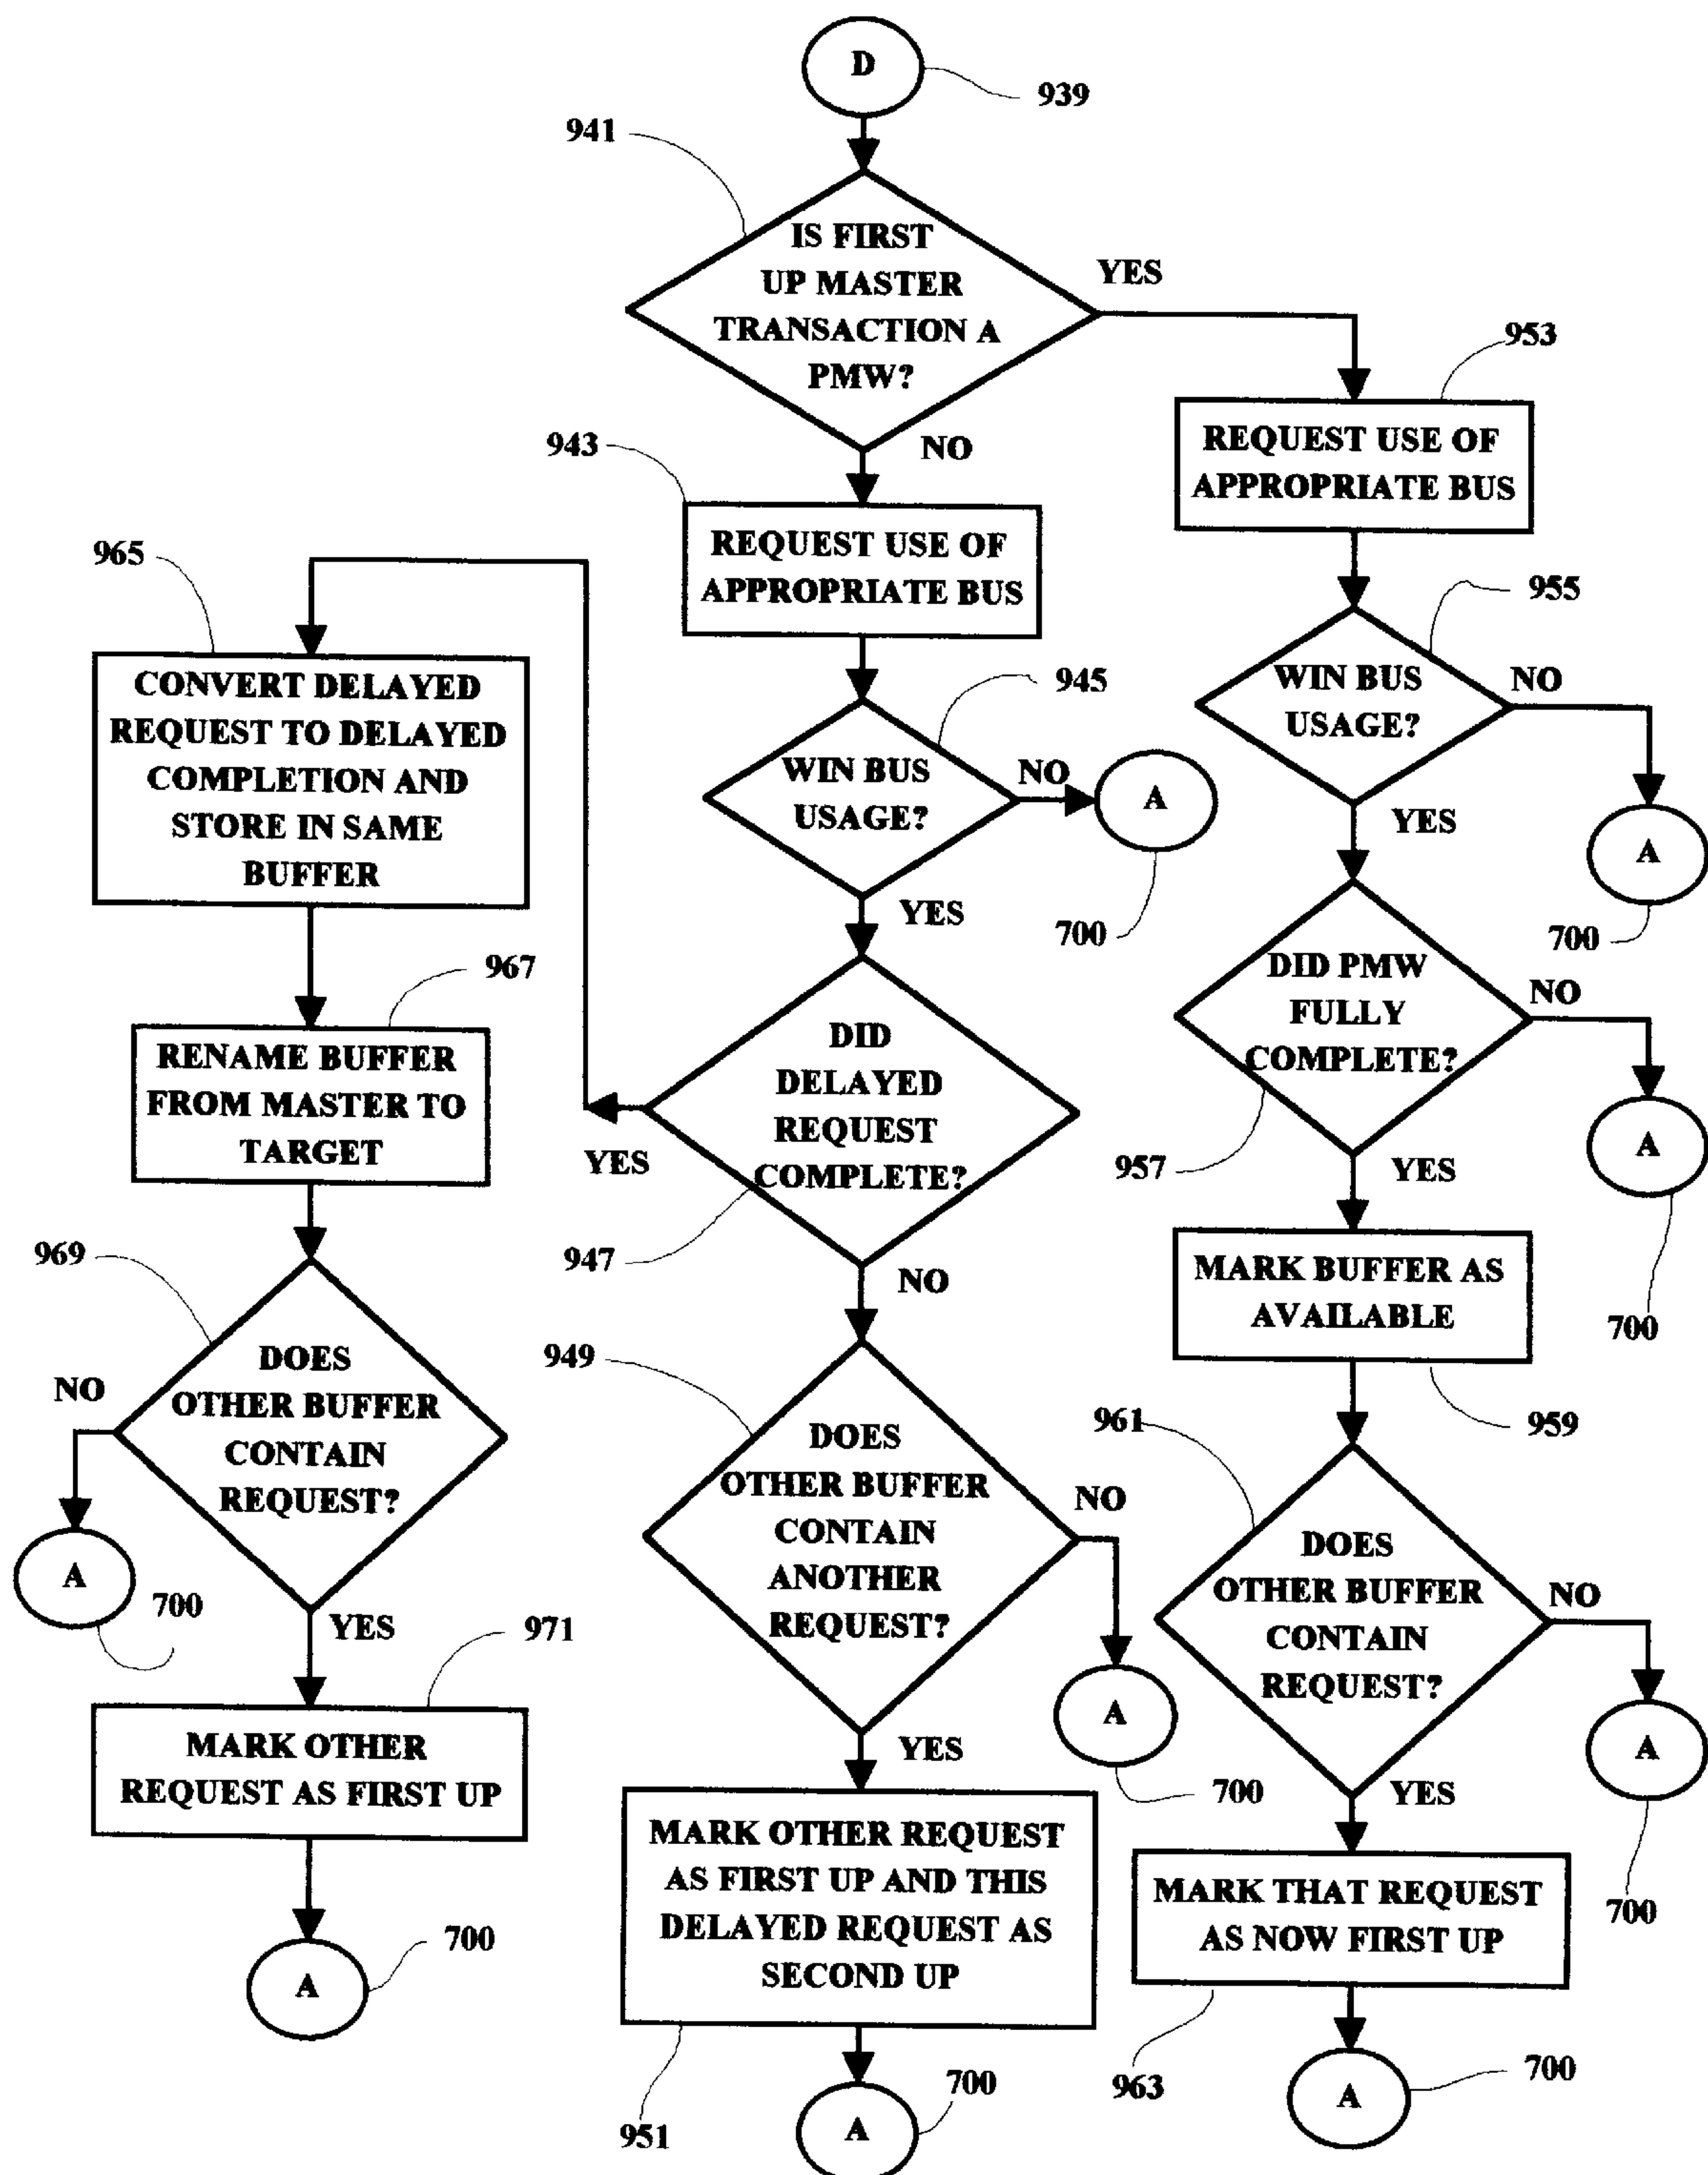 D
939
941
IS FIRST
UP MASTER
TRANSACTION A
PMW?
YES
NO
953
REQUEST USE OF
APPROPRIATE BUS
943
REQUEST USE OF
APPROPRIATE BUS
955
WIN BUS
USAGE?
NO
A
700
YES
945
WIN BUS
USAGE?
NO
A
700
YES
965
CONVERT DELAYED
REQUEST TO DELAYED
COMPLETION AND
STORE IN SAME
BUFFER
967
RENAME BUFFER
FROM MASTER TO
TARGET
DID
DELAYED
REQUEST
COMPLETE?
YES
947
NO
DID PMW
FULLY
COMPLETE?
NO
A
700
957
YES
MARK BUFFER AS
AVAILABLE
959
969
DOES
OTHER BUFFER
CONTAIN
REQUEST?
NO
A
700
YES
971
MARK OTHER
REQUEST AS FIRST UP
A
700
949
DOES
OTHER BUFFER
CONTAIN
ANOTHER
REQUEST?
NO
A
700
YES
MARK OTHER REQUEST
AS FIRST UP AND THIS
DELAYED REQUEST AS
SECOND UP
951
A
700
961
DOES
OTHER BUFFER
CONTAIN
REQUEST?
NO
A
700
YES
MARK THAT REQUEST
AS NOW FIRST UP
963
A
700